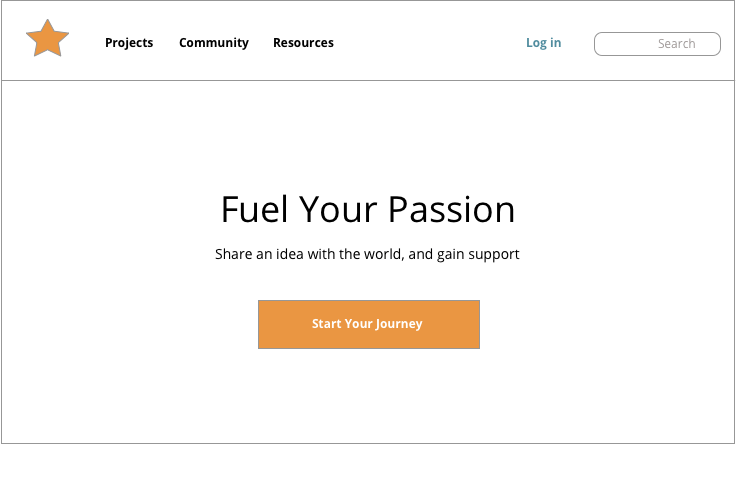 Projects Community Resources Log in Search
Fuel Your Passion
Share an idea with the world, and gain support
Start Your Journey